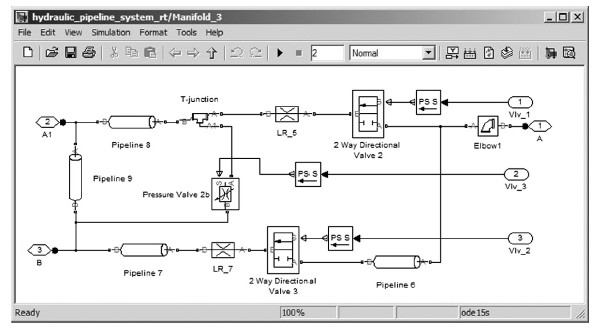 hydraulic_pipeline_system_rt/Manifold_3
File Edit View Simulation Format Tools Help
2 Normal
T-junction
2
A1
Pipeline 8
LR_5
2 Way Directional
Valve 2
PS S
1
Vlv_1
Elbow1
1
A
Pipeline 9
Pressure Valve 2b
PS S
2
Vlv_3
3
B
Pipeline 7
LR_7
2 Way Directional
Valve 3
PS S
3
Vlv_2
Pipeline 6
Ready 100% ode15s